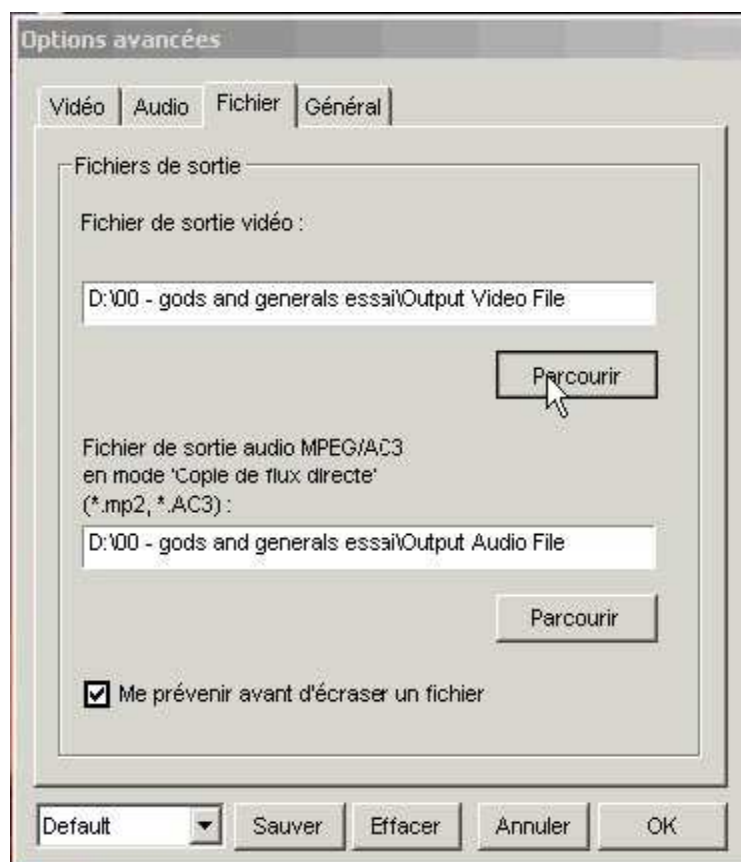 Options avancées
Vidéo Audio Fichier Général
Fichiers de sortie
Fichier de sortie vidéo :
D:\00 - gods and generals essai\Output Video File
Parcourir
Fichier de sortie audio MPEG/AC3
en mode 'Copie de flux directe'
(*.mp2, *.AC3) :
D:\00 - gods and generals essai\Output Audio File
Parcourir
Me prévenir avant d'écraser un fichier
Default Sauver Effacer Annuler OK